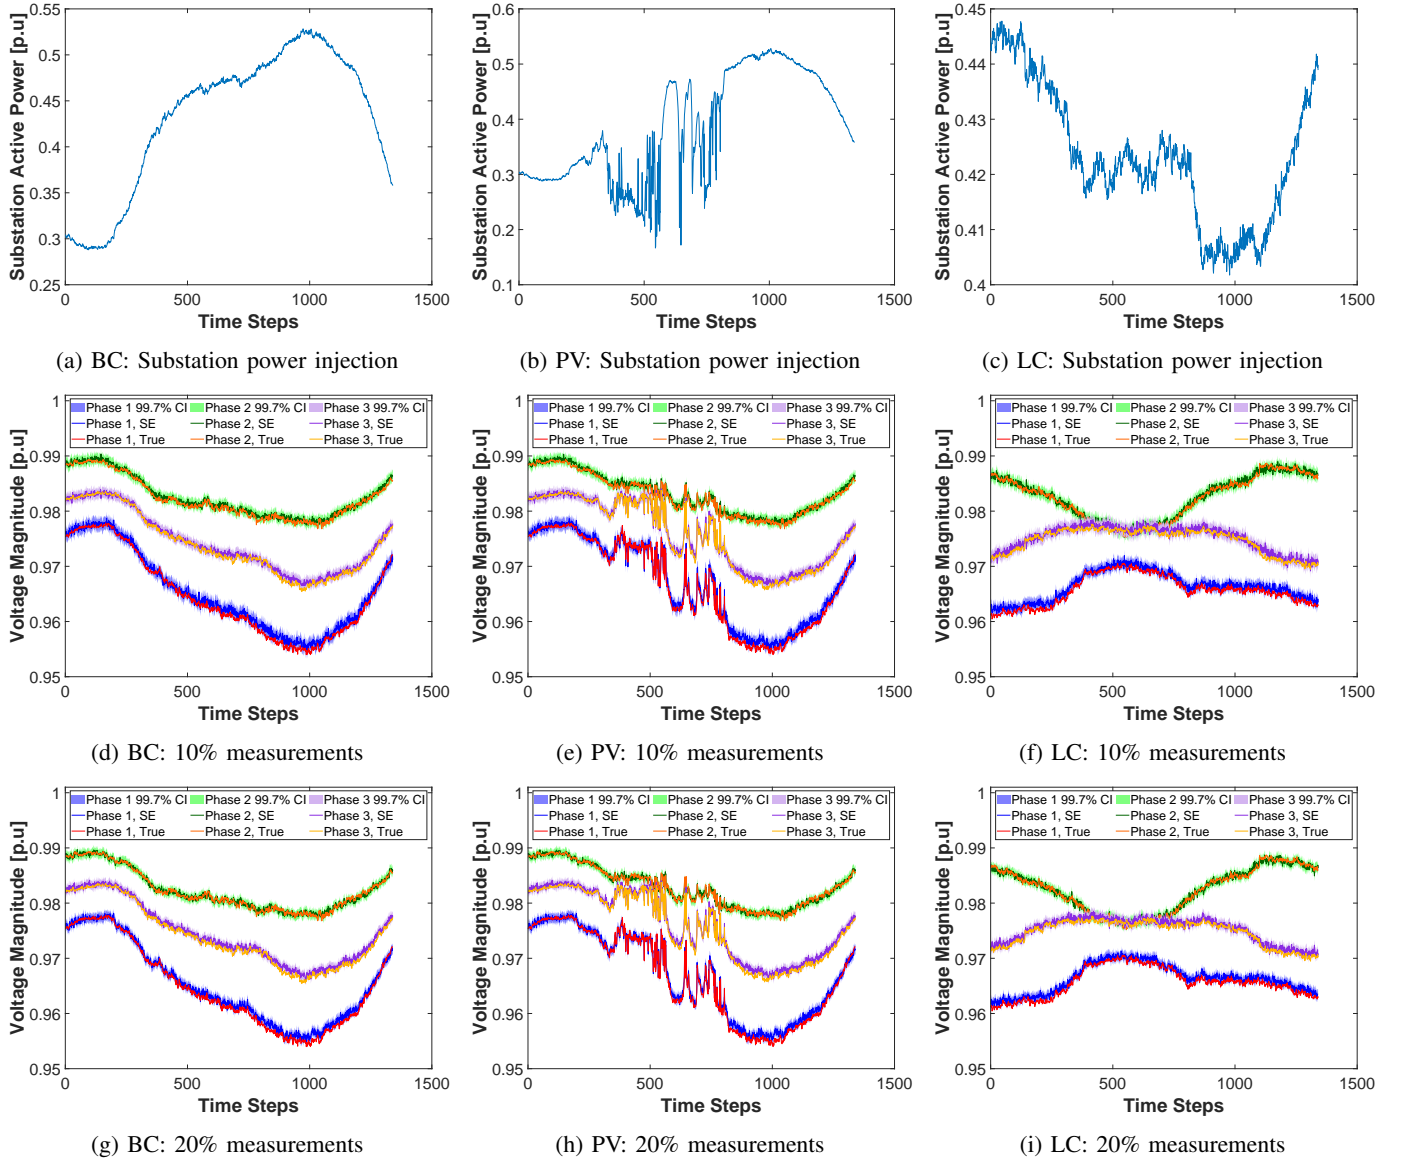 Substation Active Power [p.u]
0.55
0.5
0.45
0.4
0.35
0.3
0.25
0 500 1000 1500
Time Steps
(a) BC: Substation power injection
Substation Active Power [p.u]
0.6
0.5
0.4
0.3
0.2
0.1
0 500 1000 1500
Time Steps
(b) PV: Substation power injection
Substation Active Power [p.u]
0.45
0.44
0.43
0.42
0.41
0.4
0 500 1000 1500
Time Steps
(c) LC: Substation power injection
Voltage Magnitude [p.u]
1
0.99
0.98
0.97
0.96
0.95
Phase 1 99.7% CI Phase 2 99.7% CI Phase 3 99.7% CI
Phase 1, SE Phase 2, SE Phase 3, SE
Phase 1, True Phase 2, True Phase 3, True
0 500 1000 1500
Time Steps
(d) BC: 10% measurements
Voltage Magnitude [p.u]
1
0.99
0.98
0.97
0.96
0.95
Phase 1 99.7% CI Phase 2 99.7% CI Phase 3 99.7% CI
Phase 1, SE Phase 2, SE Phase 3, SE
Phase 1, True Phase 2, True Phase 3, True
0 500 1000 1500
Time Steps
(e) PV: 10% measurements
Voltage Magnitude [p.u]
1
0.99
0.98
0.97
0.96
0.95
Phase 1 99.7% CI Phase 2 99.7% CI Phase 3 99.7% CI
Phase 1, SE Phase 2, SE Phase 3, SE
Phase 1, True Phase 2, True Phase 3, True
0 500 1000 1500
Time Steps
(f) LC: 10% measurements
Voltage Magnitude [p.u]
1
0.99
0.98
0.97
0.96
0.95
Phase 1 99.7% CI Phase 2 99.7% CI Phase 3 99.7% CI
Phase 1, SE Phase 2, SE Phase 3, SE
Phase 1, True Phase 2, True Phase 3, True
0 500 1000 1500
Time Steps
(g) BC: 20% measurements
Voltage Magnitude [p.u]
1
0.99
0.98
0.97
0.96
0.95
Phase 1 99.7% CI Phase 2 99.7% CI Phase 3 99.7% CI
Phase 1, SE Phase 2, SE Phase 3, SE
Phase 1, True Phase 2, True Phase 3, True
0 500 1000 1500
Time Steps
(h) PV: 20% measurements
Voltage Magnitude [p.u]
1
0.99
0.98
0.97
0.96
0.95
Phase 1 99.7% CI Phase 2 99.7% CI Phase 3 99.7% CI
Phase 1, SE Phase 2, SE Phase 3, SE
Phase 1, True Phase 2, True Phase 3, True
0 500 1000 1500
Time Steps
(i) LC: 20% measurements